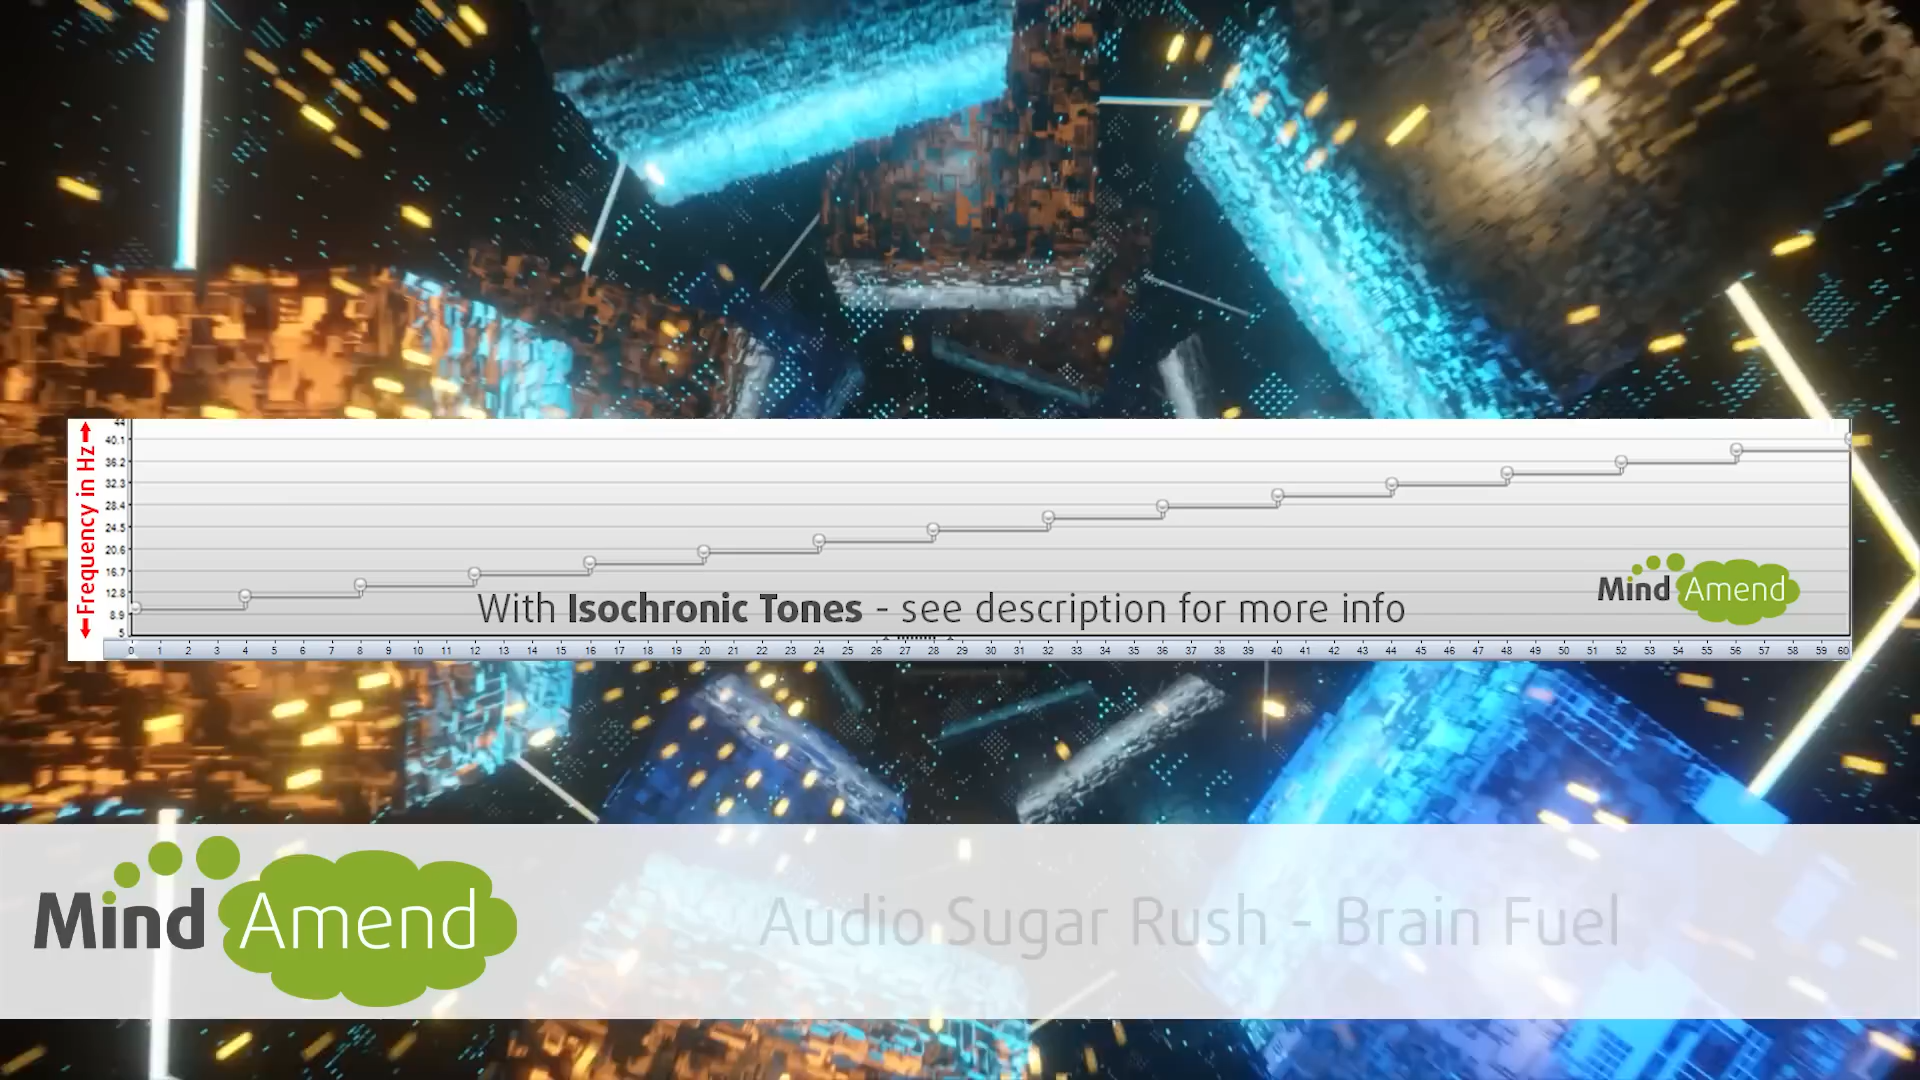 44
40.1
36.2
32.3
28.4
24.5
20.6
16.7
12.8
8.9
5
Frequency in Hz
With Isochronic Tones - see description for more info
Mind Amend
0 1 2 3 4 5 6 7 8 9 10 11 12 13 14 15 16 17 18 19 20 21 22 23 24 25 26 27 28 29 30 31 32 33 34 35 36 37 38 39 40 41 42 43 44 45 46 47 48 49 50 51 52 53 54 55 56 57 58 59 60
Mind Amend
Audio Sugar Rush - Brain Fuel